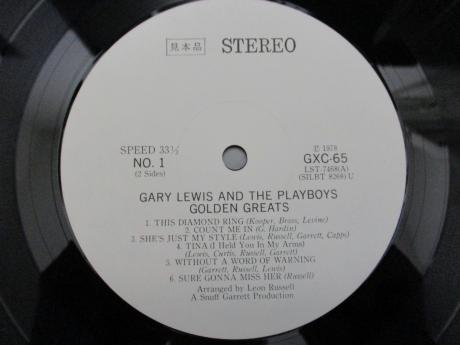 見本品 STEREO
SPEED 33⅓
NO. 1
(2 Sides)
Ⓟ 1978
GXC-65
LST-7468(A)
(SILBT 8268) U
GARY LEWIS AND THE PLAYBOYS
GOLDEN GREATS
1. THIS DIAMOND RING (Kooper, Brass, Levine)
2. COUNT ME IN (G. Hardin)
3. SHE'S JUST MY STYLE (Lewis, Russell, Garrett, Capps)
4. TINA (I Held You In My Arms)
(Lewis, Curtis, Russell, Garrett)
5. WITHOUT A WORD OF WARNING
(Garrett, Russell, Lewis)
6. SURE GONNA MISS HER (Russell)
Arranged by Leon Russell
A Snuff Garrett Production